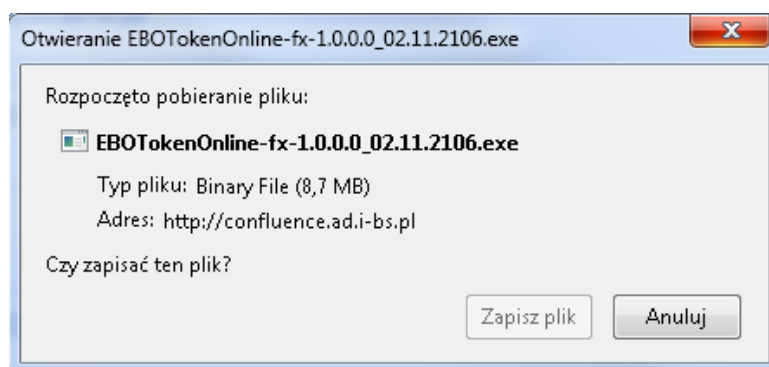 Otwieranie EBOTokenOnline-fx-1.0.0.0_02.11.2106.exe
Rozpoczęto pobieranie pliku:
EBOTokenOnline-fx-1.0.0.0_02.11.2106.exe
Typ pliku: Binary File (8,7 MB)
Adres: http://confluence.ad.i-bs.pl
Czy zapisać ten plik?
Zapisz plik Anuluj